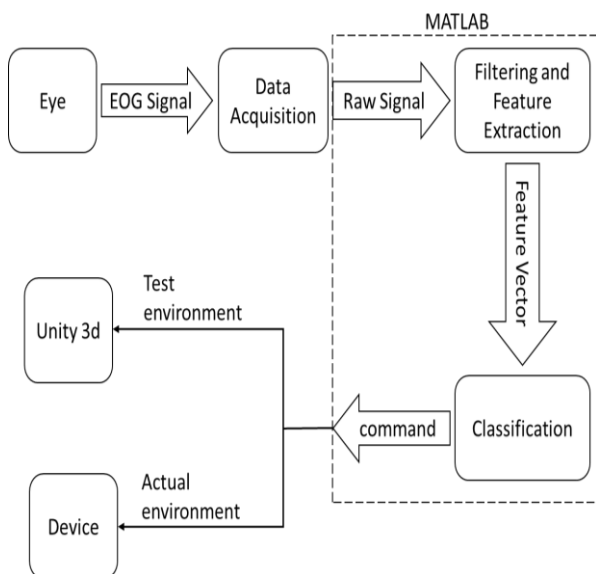 MATLAB
Eye
EOG Signal
Data
Acquisition
Raw Signal
Filtering and
Feature
Extraction
Feature Vector
Test
environment
Unity 3d
command
Classification
Actual
environment
Device